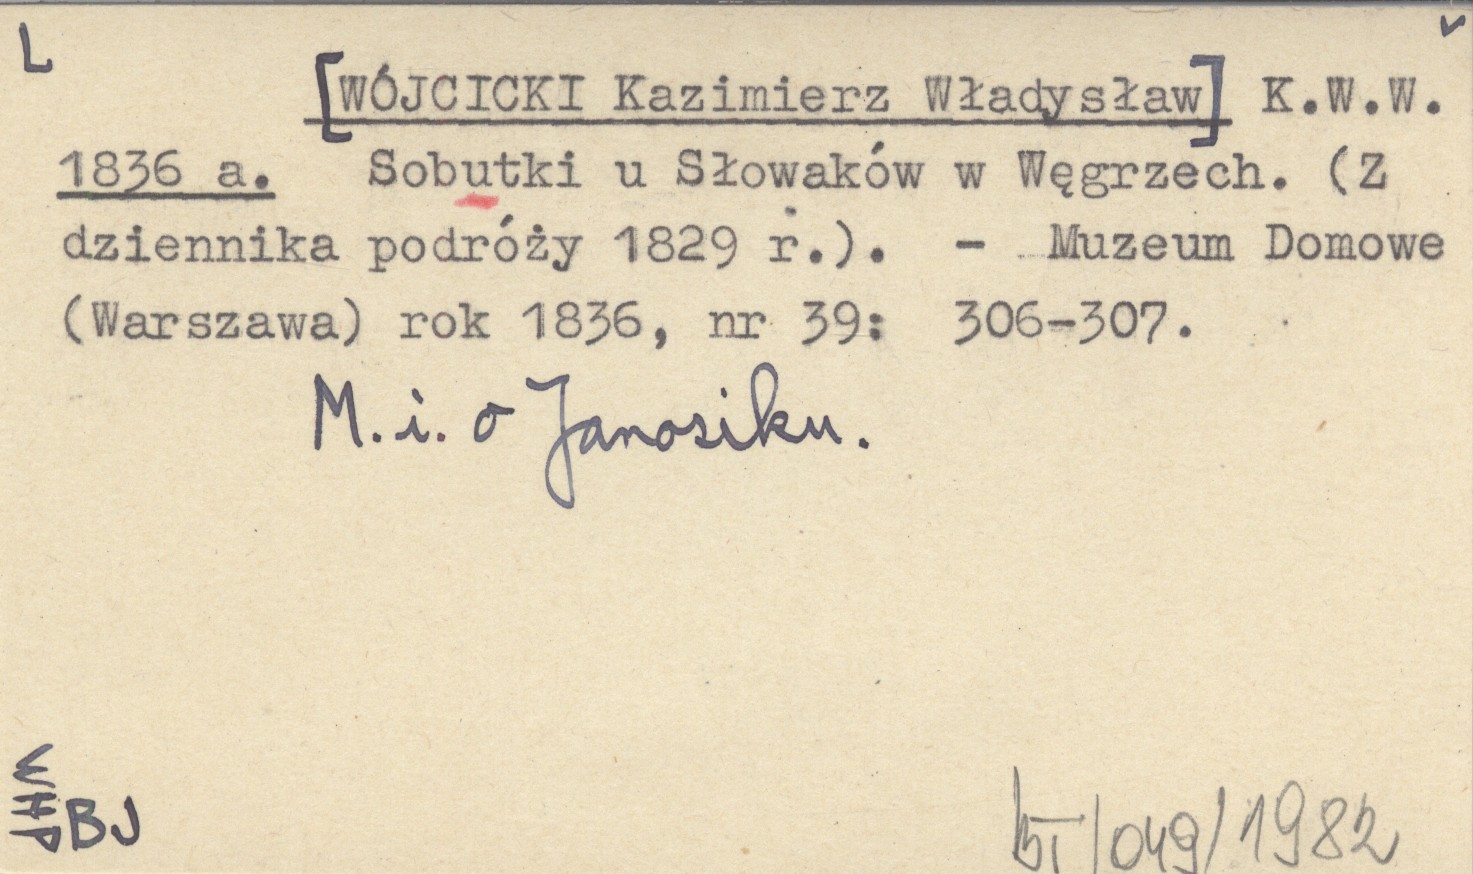 L
[WÓJCICKI Kazimierz Władysław] K.W.W.
1836 a. Sobutki u Słowaków w Węgrzech. (Z
dziennika podróży 1829 r.). - Muzeum Domowe
(Warszawa) rok 1836, nr 39: 306-307.
M. i. o Janosiku.
BJ
/049/1982